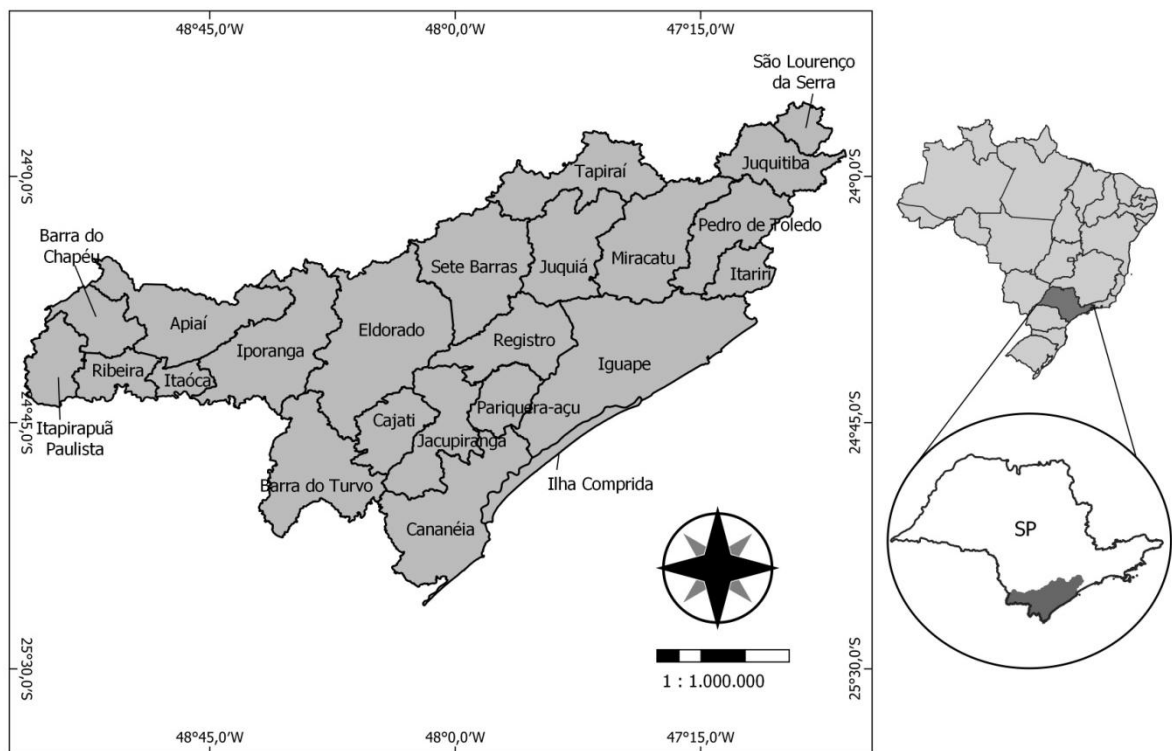 48°45,0'W
48°0,0'W
47°15,0'W
São Lourenço
da Serra
24°0,0'S
24°0,0'S
Juquitiba
Tapiraí
Barra do
Chapéu
Pedro de Toledo
Sete Barras
Juquiá
Miracatu
Itariri
Apiaí
Eldorado
Registro
Iporanga
Iguape
Ribeira
Itaóca
Pariquera-açu
Cajati
Itapirapuã
Paulista
24°45,0'S
24°45,0'S
Jacupiranga
Barra do Turvo
Ilha Comprida
Cananéia
SP
1 : 1.000.000
25°30,0'S
25°30,0'S
48°45,0'W
48°0,0'W
47°15,0'W